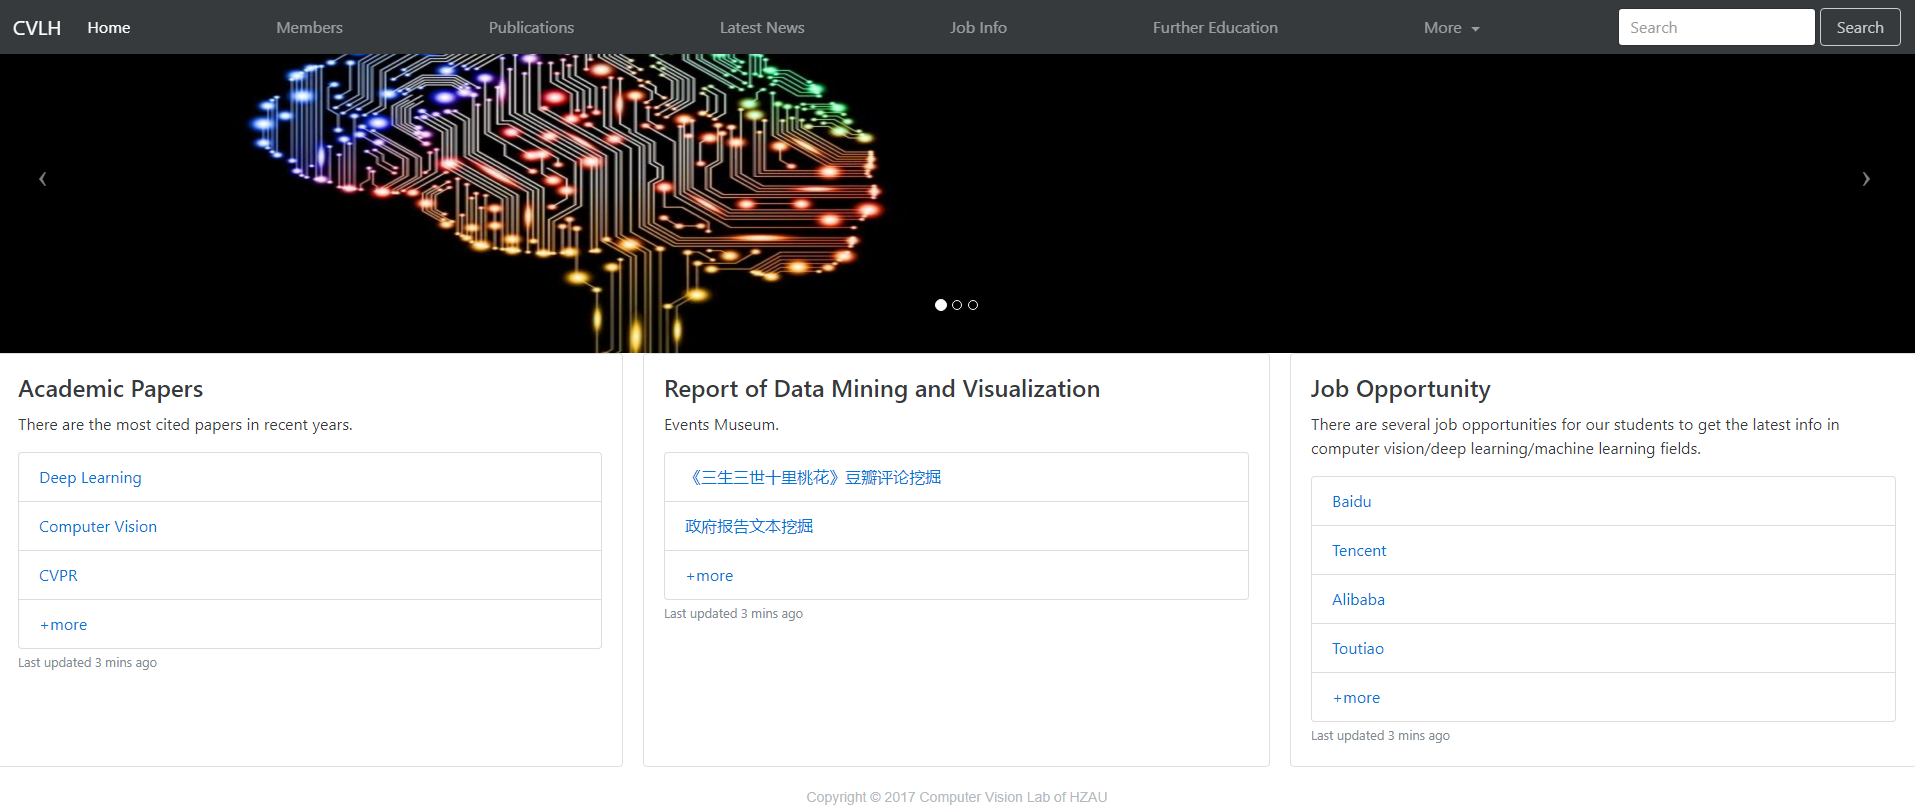 CVLH Home Members Publications Latest News Job Info Further Education More Search Search
Academic Papers
There are the most cited papers in recent years.
Deep Learning
Computer Vision
CVPR
+more
Last updated 3 mins ago
Report of Data Mining and Visualization
Events Museum.
《三生三世十里桃花》豆瓣评论挖掘
政府报告文本挖掘
+more
Last updated 3 mins ago
Job Opportunity
There are several job opportunities for our students to get the latest info in
computer vision/deep learning/machine learning fields.
Baidu
Tencent
Alibaba
Toutiao
+more
Last updated 3 mins ago
Copyright © 2017 Computer Vision Lab of HZAU